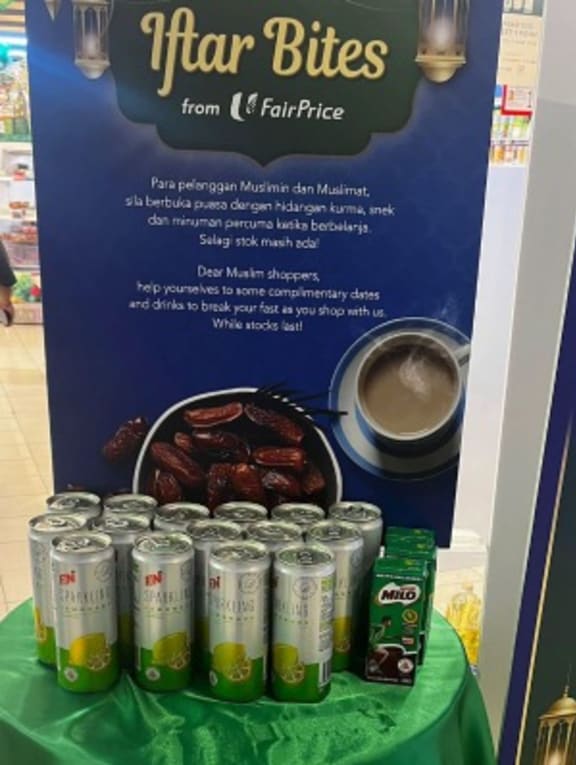 Iftar Bites
from FairPrice
Para pelanggan Muslimin dan Muslimat,
sila berbuka puasa dengan hidangan kurma, snek
dan minuman percuma ketika berbelanja.
Selagi stok masih ada!
Dear Muslim shoppers,
help yourselves to some complimentary dates
and drinks to break your fast as you shop with us.
While stocks last!
SPARKLING
SPARKLING
SPARKLING
MILO